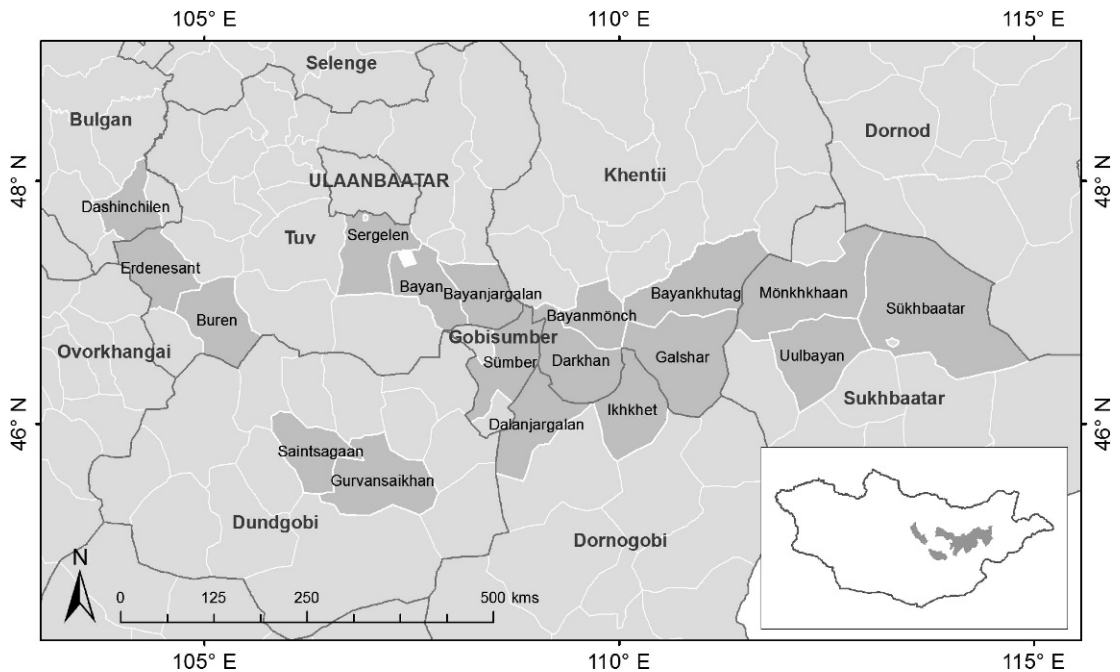 105° E 110° E 115° E
Selenge
Bulgan
Dornod
48° N
ULAANBAATAR
Khentii
48° N
Dashinchilen
Tuv
Sergelen
Erdenesant
Bayan
Bayanjargalan
Bayankhutag
Mönkhkhaan
Sükhbaatar
Buren
Bayanmönch
Ovorkhangai
Gobisumber
Sümber
Darkhan
Galshar
Uulbayan
Sukhbaatar
46° N
Dalanjargalan
Ikhkhet
46° N
Saintsagaan
Gurvansaikhan
Dundgobi
Dornogobi
N
0 125 250 500 kms
105° E 110° E 115° E